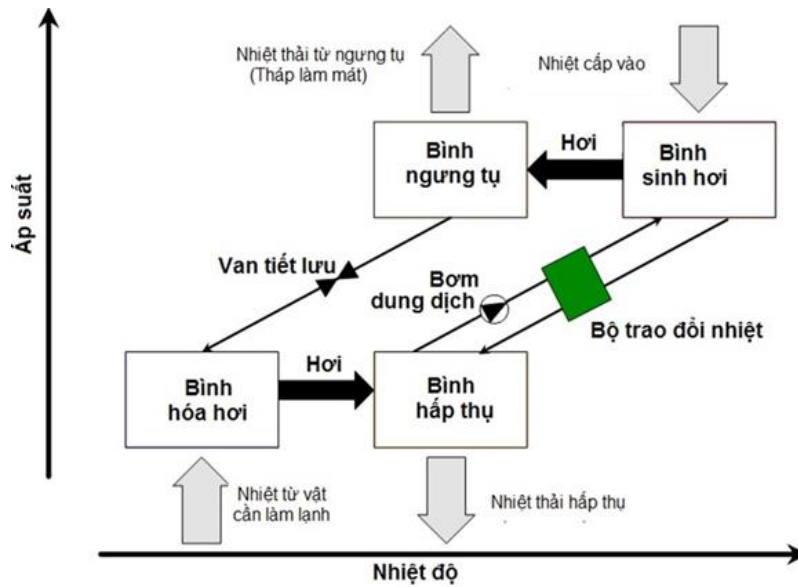 Nhiệt thải từ ngưng tụ
(Tháp làm mát)
Nhiệt cấp vào
Bình
ngưng tụ
Hơi
Bình
sinh hơi
Áp suất
Van tiết lưu
Bơm
dung dịch
Bộ trao đổi nhiệt
Bình
hóa hơi
Hơi
Bình
hấp thụ
Nhiệt từ vật
cần làm lạnh
Nhiệt thải hấp thụ
Nhiệt độ